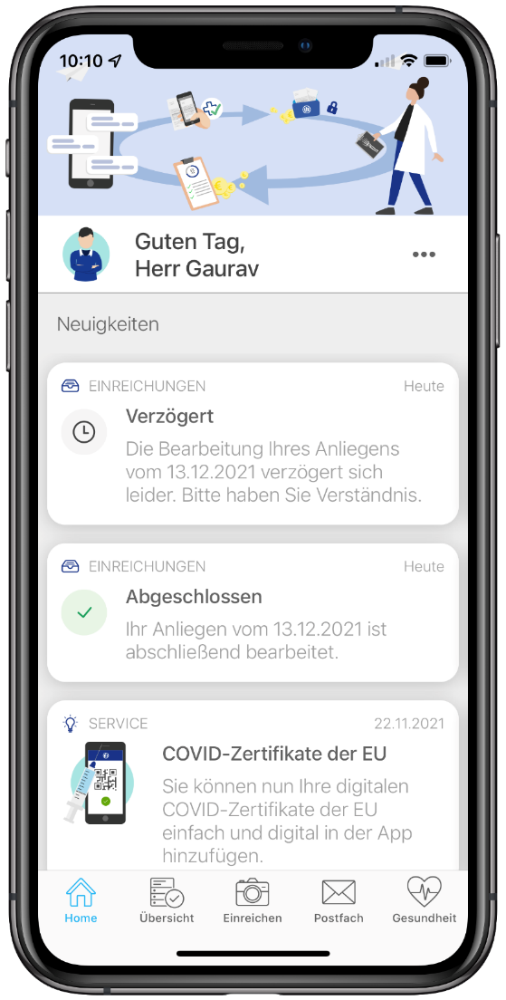 10:10
Guten Tag,
Herr Gaurav
Neuigkeiten
EINREICHUNGEN Heute
Verzögert
Die Bearbeitung Ihres Anliegens
vom 13.12.2021 verzögert sich
leider. Bitte haben Sie Verständnis.
EINREICHUNGEN Heute
Abgeschlossen
Ihr Anliegen vom 13.12.2021 ist
abschließend bearbeitet.
SERVICE 22.11.2021
COVID-Zertifikate der EU
Sie können nun Ihre digitalen
COVID-Zertifikate der EU
einfach und digital in der App
hinzufügen.
Home Übersicht Einreichen Postfach Gesundheit